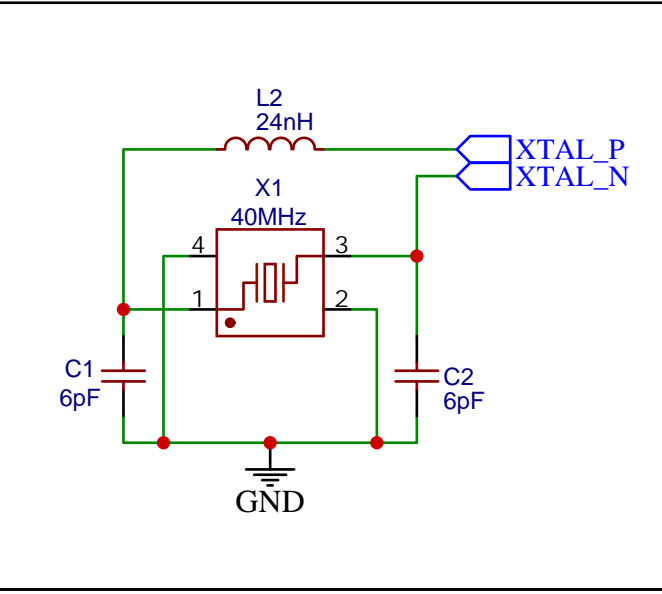 L2
24nH
XTAL_P
XTAL_N
X1
40MHz
4
3
1
2
C1
6pF
C2
6pF
GND